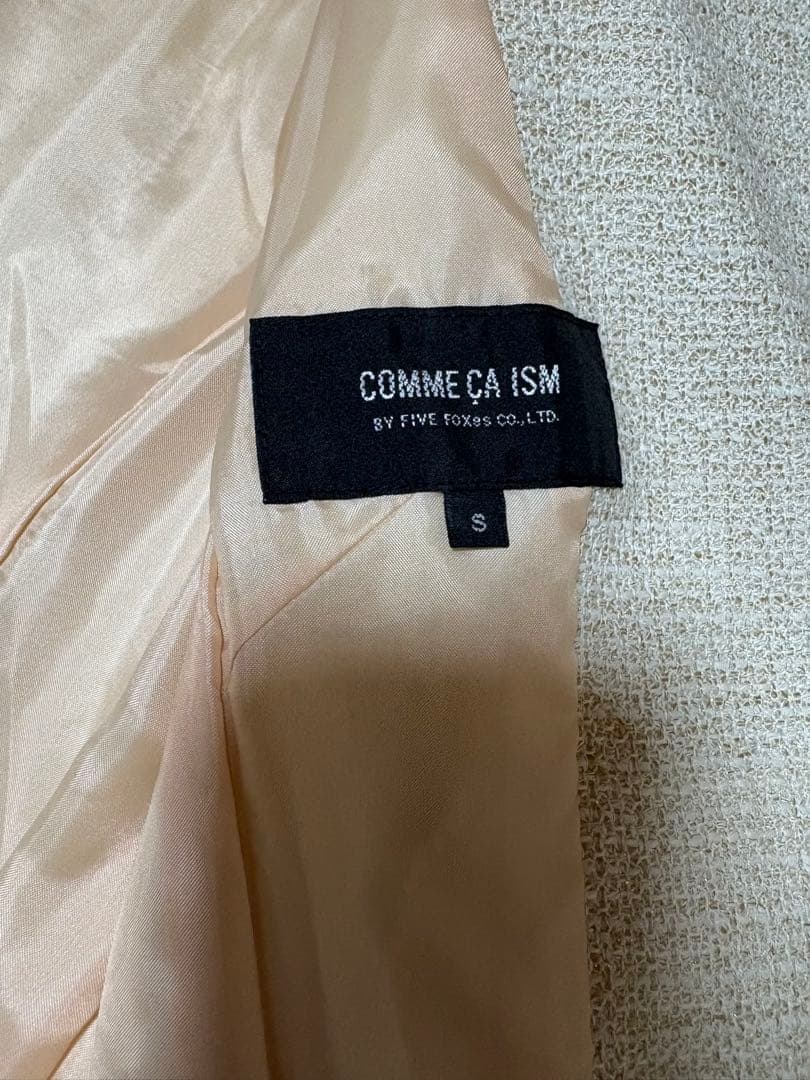 COMME ÇA ISM
BY FIVE FOXes CO.,LTD.
S